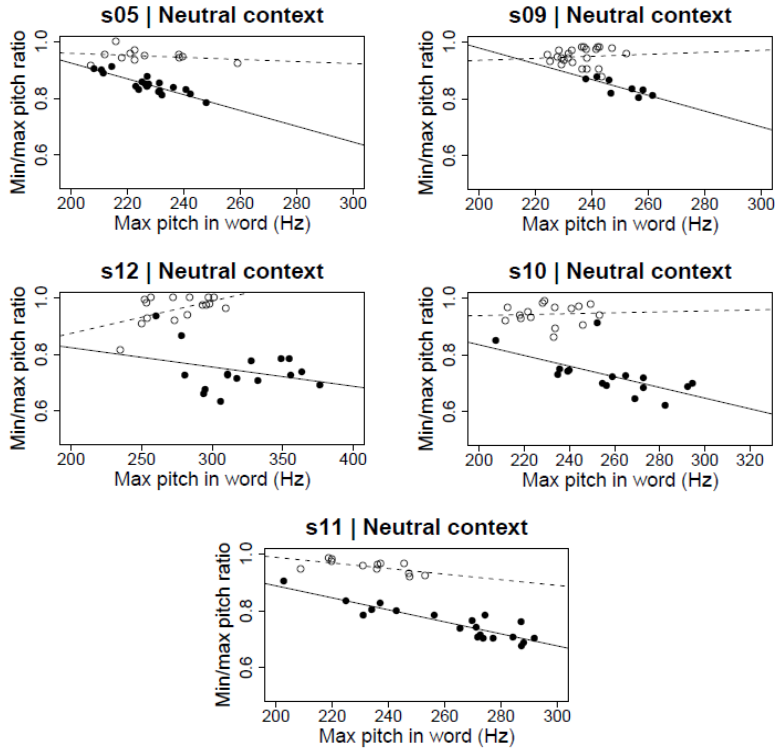 s05 | Neutral context
Min/max pitch ratio
1.0
0.8
0.6
200 220 240 260 280 300
Max pitch in word (Hz)
s09 | Neutral context
Min/max pitch ratio
1.0
0.8
0.6
200 220 240 260 280 300
Max pitch in word (Hz)
s12 | Neutral context
Min/max pitch ratio
1.0
0.8
0.6
200 250 300 350 400
Max pitch in word (Hz)
s10 | Neutral context
Min/max pitch ratio
1.0
0.8
0.6
200 220 240 260 280 300 320
Max pitch in word (Hz)
s11 | Neutral context
Min/max pitch ratio
1.0
0.8
0.6
200 220 240 260 280 300
Max pitch in word (Hz)